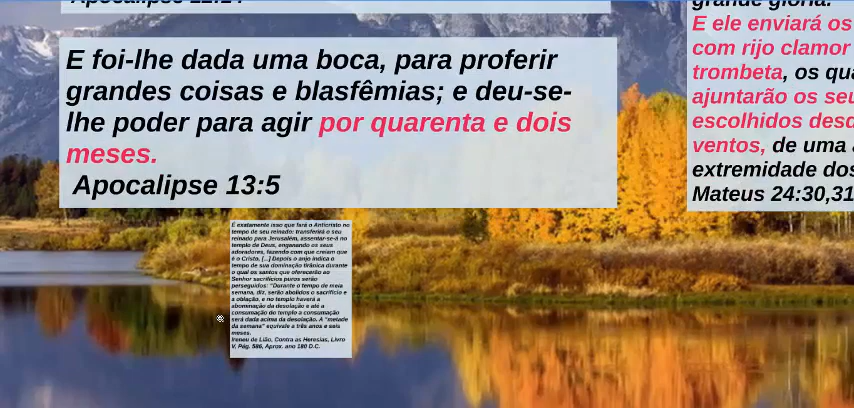 Apocalipse 12:14
E foi-lhe dada uma boca, para proferir
grandes coisas e blasfêmias; e deu-se-
lhe poder para agir por quarenta e dois
meses.
Apocalipse 13:5
É exatamente isso que fará o Anticristo no
tempo de seu reinado: transferirá o seu
reinado para Jerusalém, assentar-se-á no
templo de Deus, enganando os seus
adoradores, fazendo com que creiam que
é o Cristo. [...] Depois o anjo indica o
tempo de sua dominação tirânica durante
o qual os santos que oferecerão ao
Senhor sacrifícios puros serão
perseguidos: "Durante o tempo de meia
semana, diz, serão abolidos o sacrifício e
a oblação, e no templo haverá a
abominação da desolação e até a
consumação do tempo a consumação
será dada acima da desolação. A "metade
da semana" equivale a três anos e seis
meses.
Ireneu de Lião, Contra as Heresias, Livro
V, Pág. 586, Aprox. ano 180 D.C.
grande glória.
E ele enviará os
com rijo clamor
trombeta, os qua
ajuntarão os seu
escolhidos desd
ventos, de uma a
extremidade dos
Mateus 24:30,31